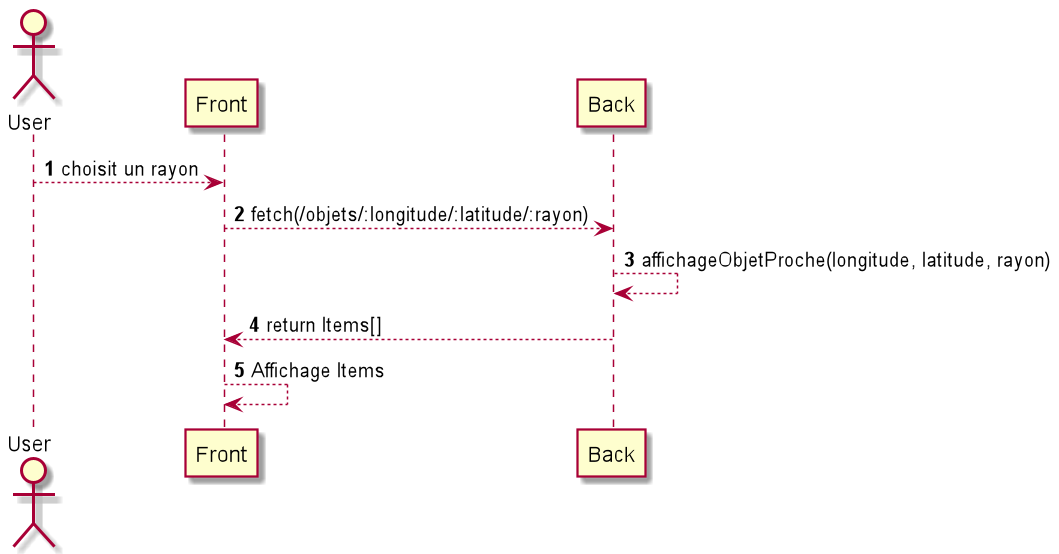 User
Front
Back
1 choisit un rayon
2 fetch(/objets/:longitude/:latitude/:rayon)
3 affichageObjetProche(longitude, latitude, rayon)
4 return Items[]
5 Affichage Items
User
Front
Back